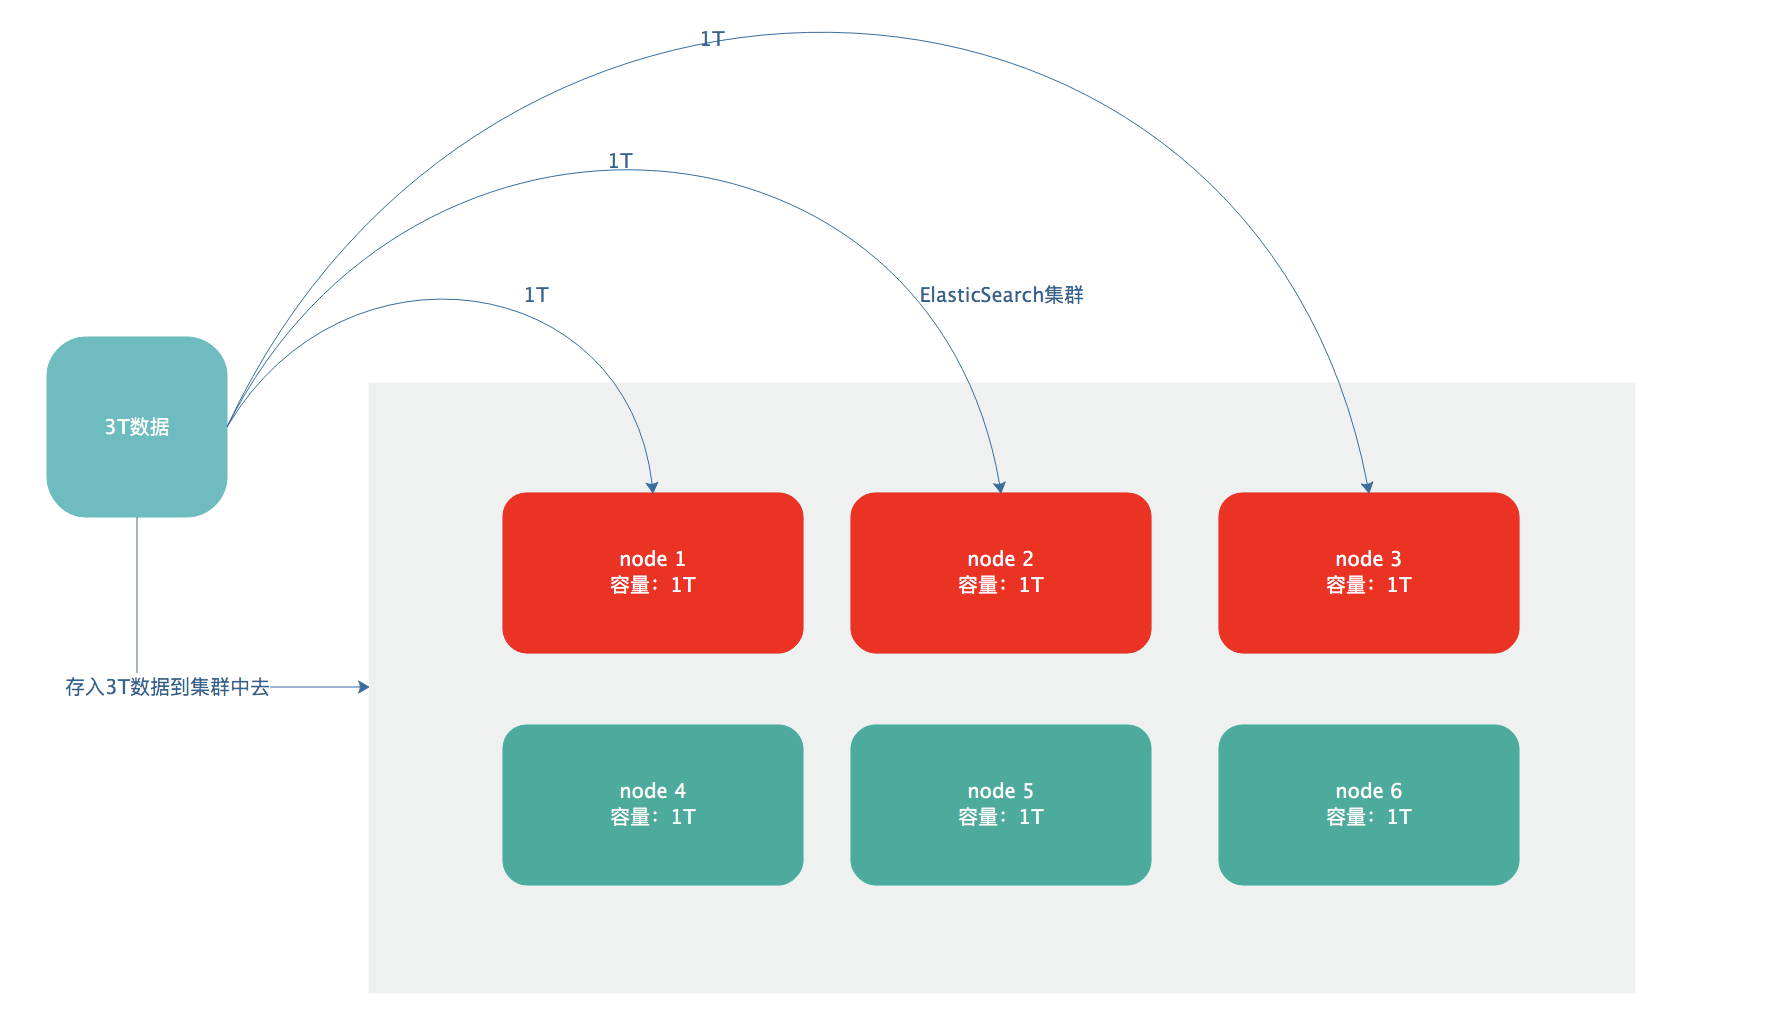 1T
1T
1T
ElasticSearch集群
3T数据
node 1
容量：1T
node 2
容量：1T
node 3
容量：1T
存入3T数据到集群中去
node 4
容量：1T
node 5
容量：1T
node 6
容量：1T